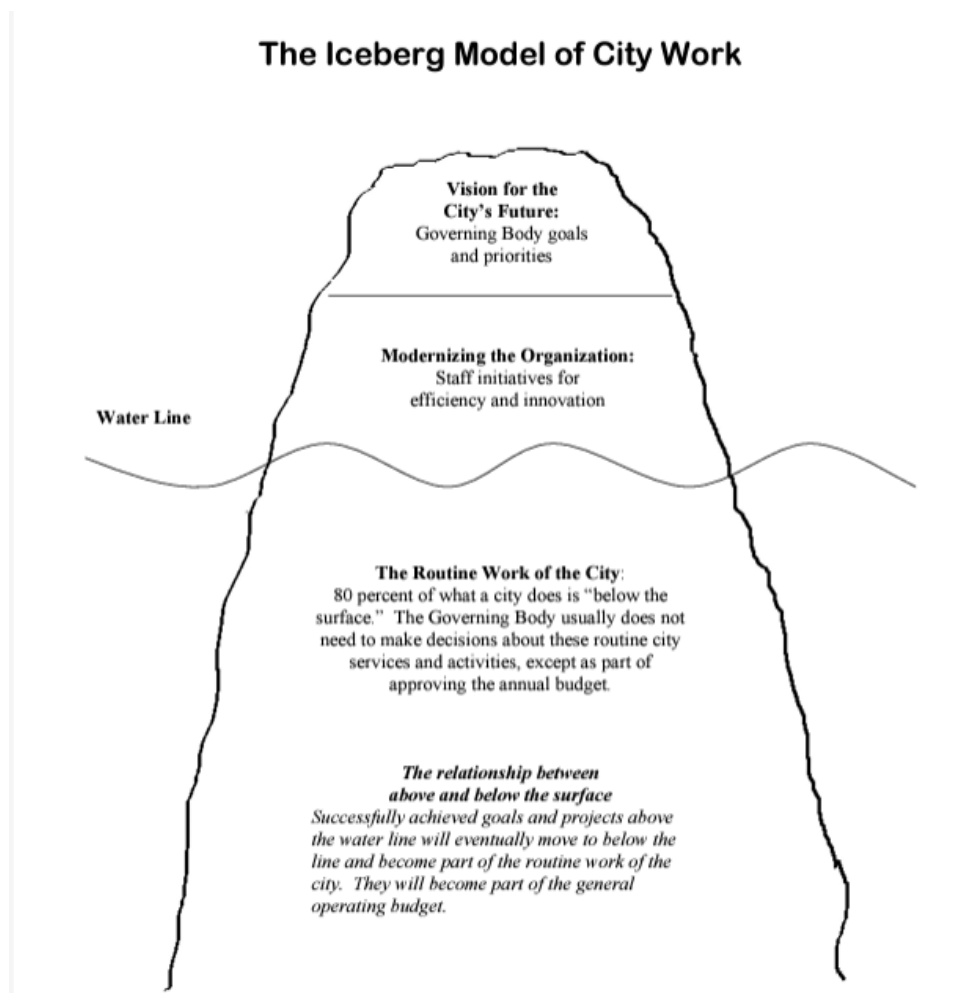 The Iceberg Model of City Work
Vision for the
City's Future:
Governing Body goals
and priorities
Modernizing the Organization:
Staff initiatives for
efficiency and innovation
Water Line
The Routine Work of the City:
80 percent of what a city does is “below the
surface.” The Governing Body usually does not
need to make decisions about these routine city
services and activities, except as part of
approving the annual budget.
The relationship between
above and below the surface
Successfully achieved goals and projects above
the water line will eventually move to below the
line and become part of the routine work of the
city. They will become part of the general
operating budget.